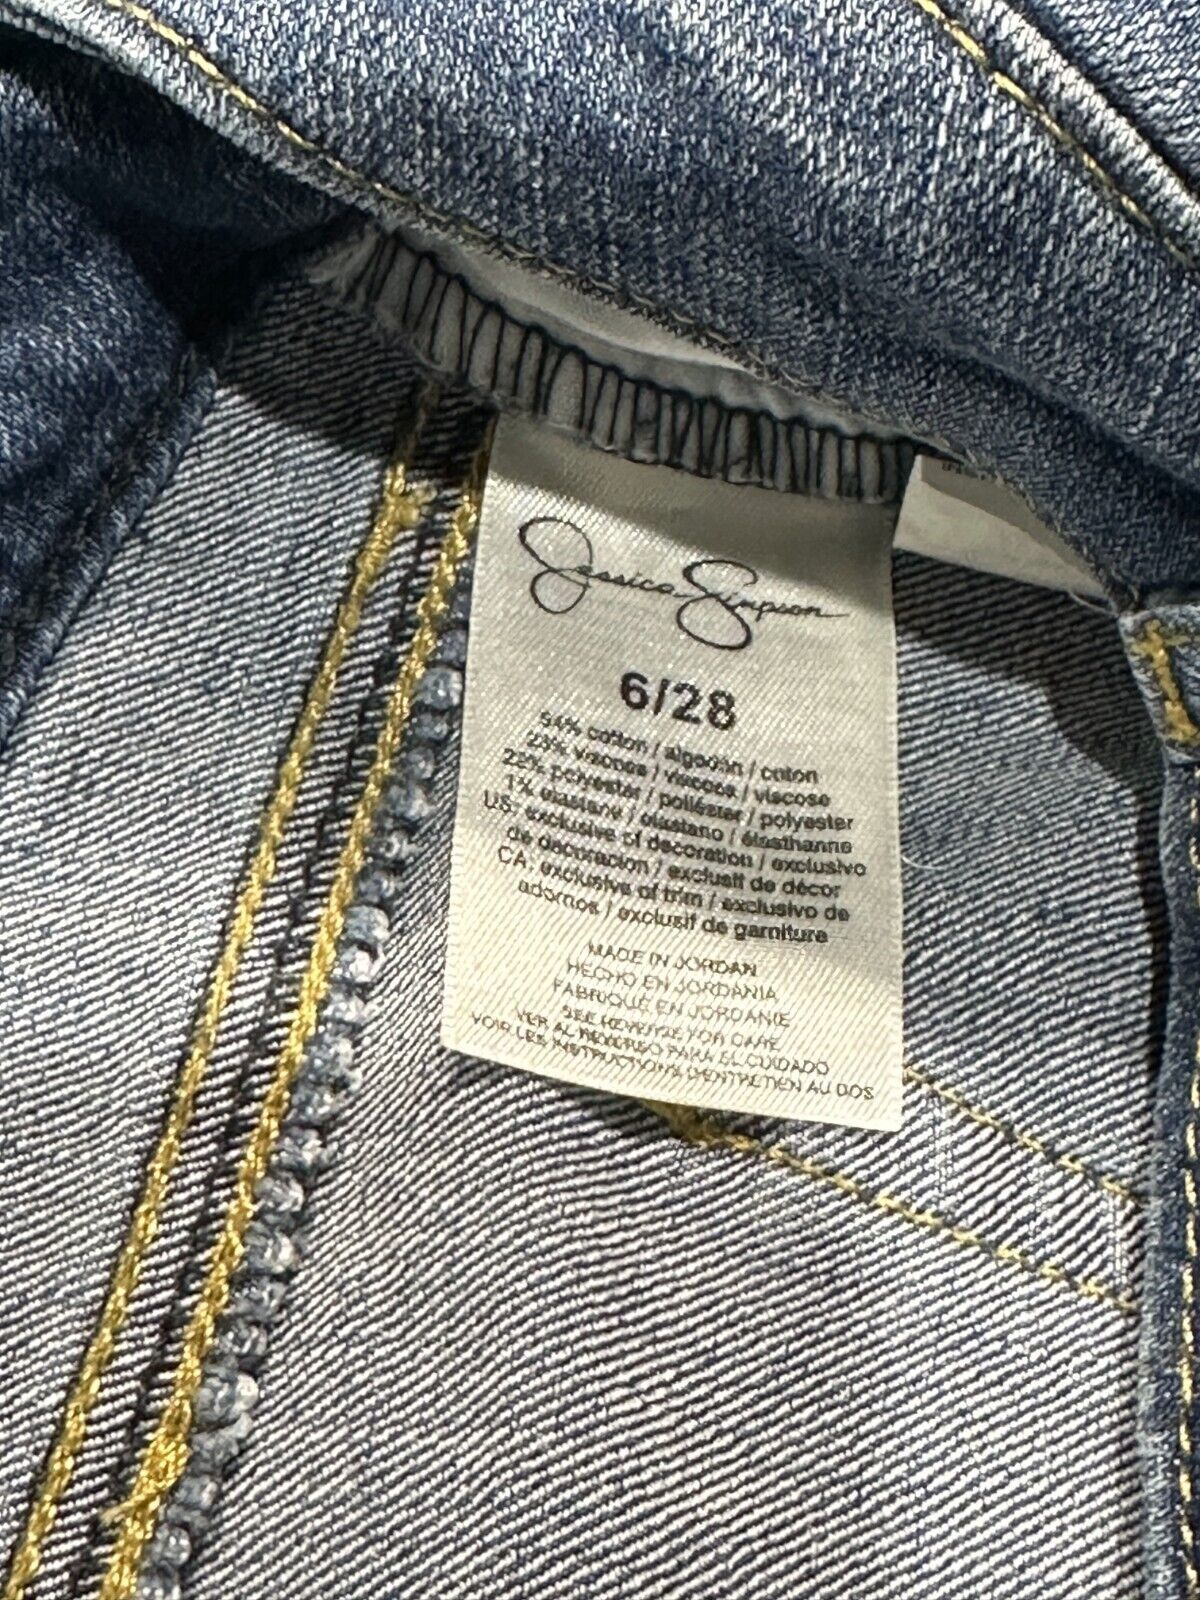 Jessica Simpson
6/28
54% cotton / algodón / coton
23% viscose / viscosa / viscose
22% polyester / poliéster / polyester
1% elastane / elastano / élasthanne
US: exclusive of decoration / exclusivo
de decoracion / exclusif de décor
CA: exclusive of trim / exclusivo de
adornos / exclusif de garniture
MADE IN JORDAN
HECHO EN JORDANIA
FABRIQUÉ EN JORDANIE
SEE REVERSE FOR CARE
VER AL REVERSO PARA EL CUIDADO
VOIR LES INSTRUCTIONS D'ENTRETIEN AU DOS